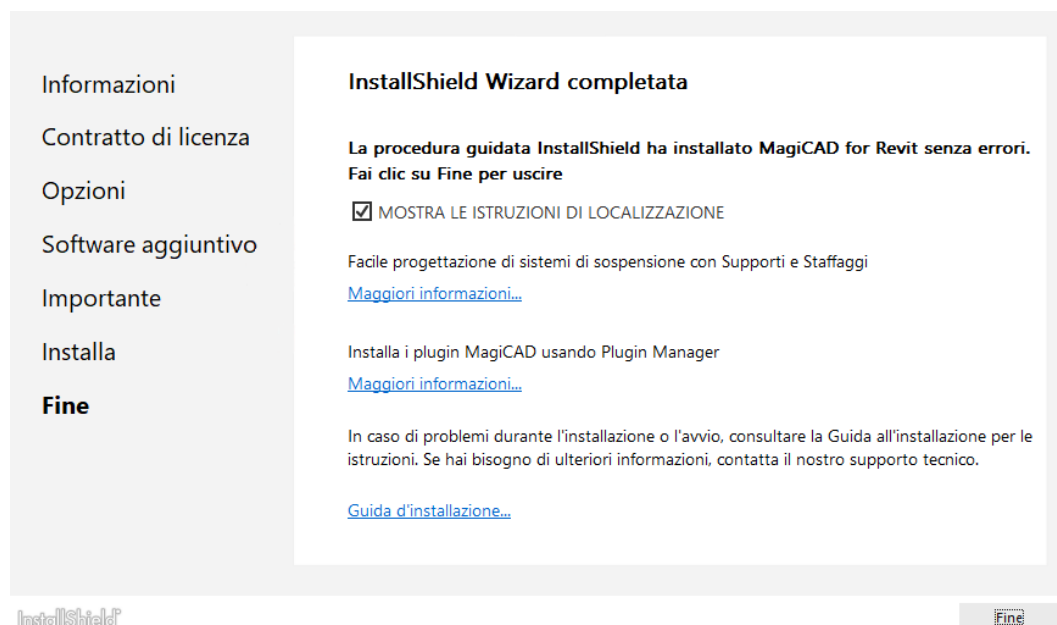 Informazioni
Contratto di licenza
Opzioni
Software aggiuntivo
Importante
Installa
Fine
InstallShield Wizard completata
La procedura guidata InstallShield ha installato MagiCAD for Revit senza errori.
Fai clic su Fine per uscire
MOSTRA LE ISTRUZIONI DI LOCALIZZAZIONE
Facile progettazione di sistemi di sospensione con Supporti e Staffaggi
Maggiori informazioni...
Installa i plugin MagiCAD usando Plugin Manager
Maggiori informazioni...
In caso di problemi durante l'installazione o l'avvio, consultare la Guida all'installazione per le
istruzioni. Se hai bisogno di ulteriori informazioni, contatta il nostro supporto tecnico.
Guida d'installazione...
InstallShield
Fine